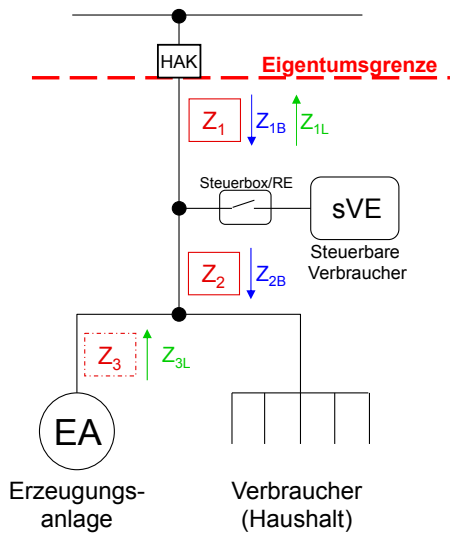 HAK
Eigentumsgrenze
Z1 Z1B Z1L
Steuerbox/RE
sVE
Steuerbare
Verbraucher
Z2 Z2B
Z3 Z3L
EA
Erzeugungs-
anlage
Verbraucher
(Haushalt)